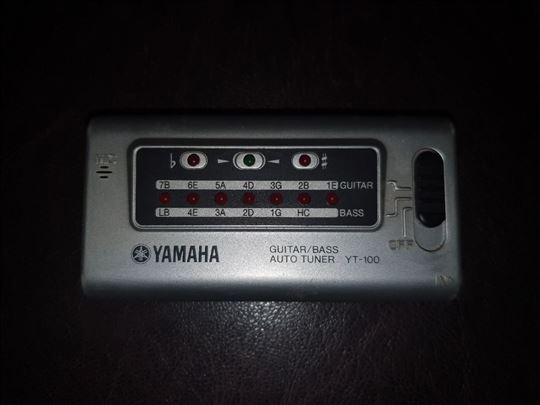 ♭ ♯
MIC
7B 6E 5A 4D 3G 2B 1E GUITAR
LB 4E 3A 2D 1G HC BASS
OFF
YAMAHA
GUITAR/BASS
AUTO TUNER YT-100